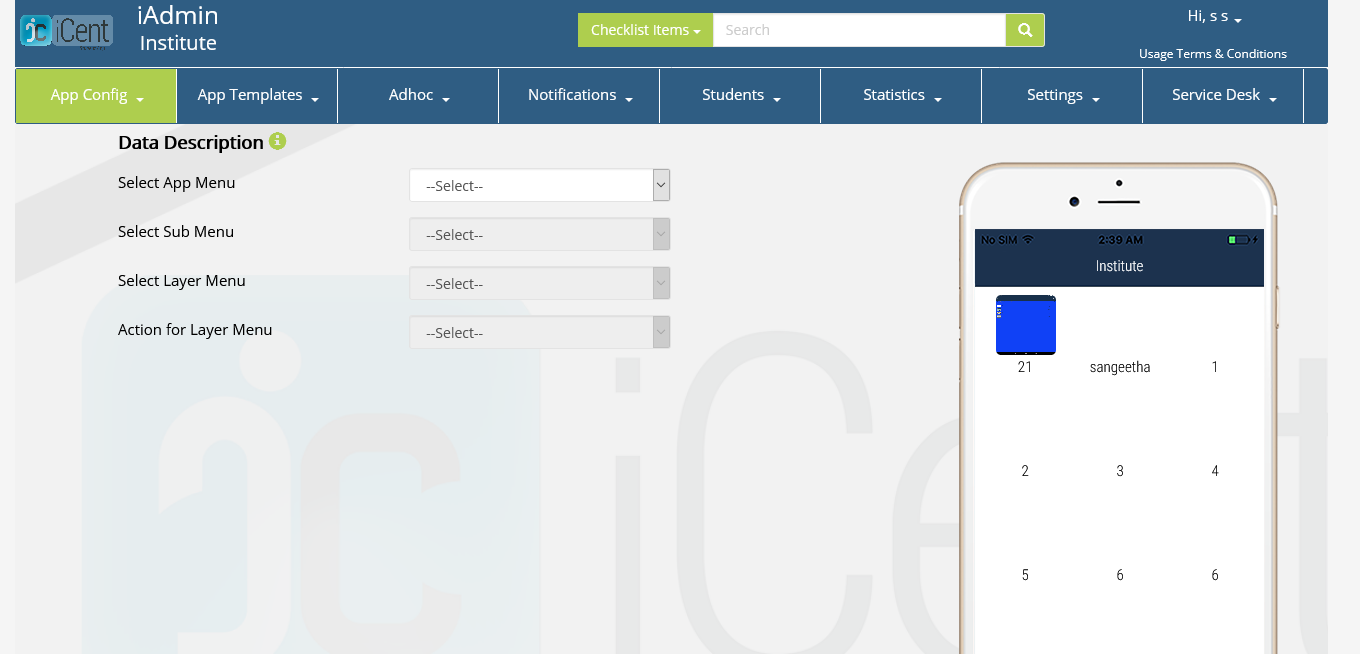 iCent
iAdmin
Institute
Checklist Items
Search
Hi, s s
Usage Terms & Conditions
App Config
App Templates
Adhoc
Notifications
Students
Statistics
Settings
Service Desk
Data Description
Select App Menu
--Select--
Select Sub Menu
--Select--
Select Layer Menu
--Select--
Action for Layer Menu
--Select--
No SIM 2:39 AM
Institute
21 sangeetha 1
2 3 4
5 6 6